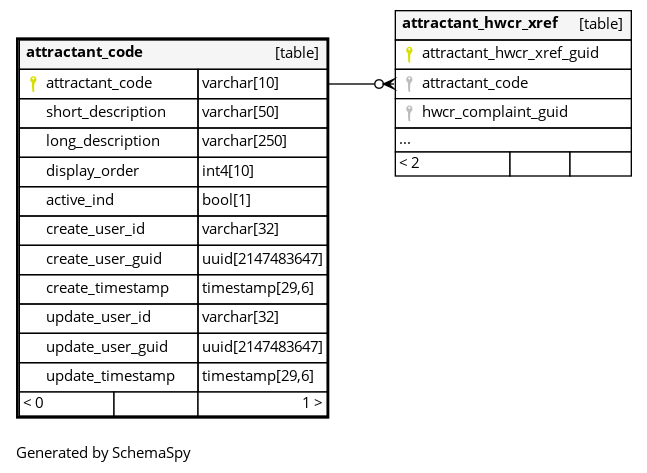 attractant_code [table]
attractant_code varchar[10]
short_description varchar[50]
long_description varchar[250]
display_order int4[10]
active_ind bool[1]
create_user_id varchar[32]
create_user_guid uuid[2147483647]
create_timestamp timestamp[29,6]
update_user_id varchar[32]
update_user_guid uuid[2147483647]
update_timestamp timestamp[29,6]
< 0 1 >
attractant_hwcr_xref [table]
attractant_hwcr_xref_guid
attractant_code
hwcr_complaint_guid
...
< 2
Generated by SchemaSpy